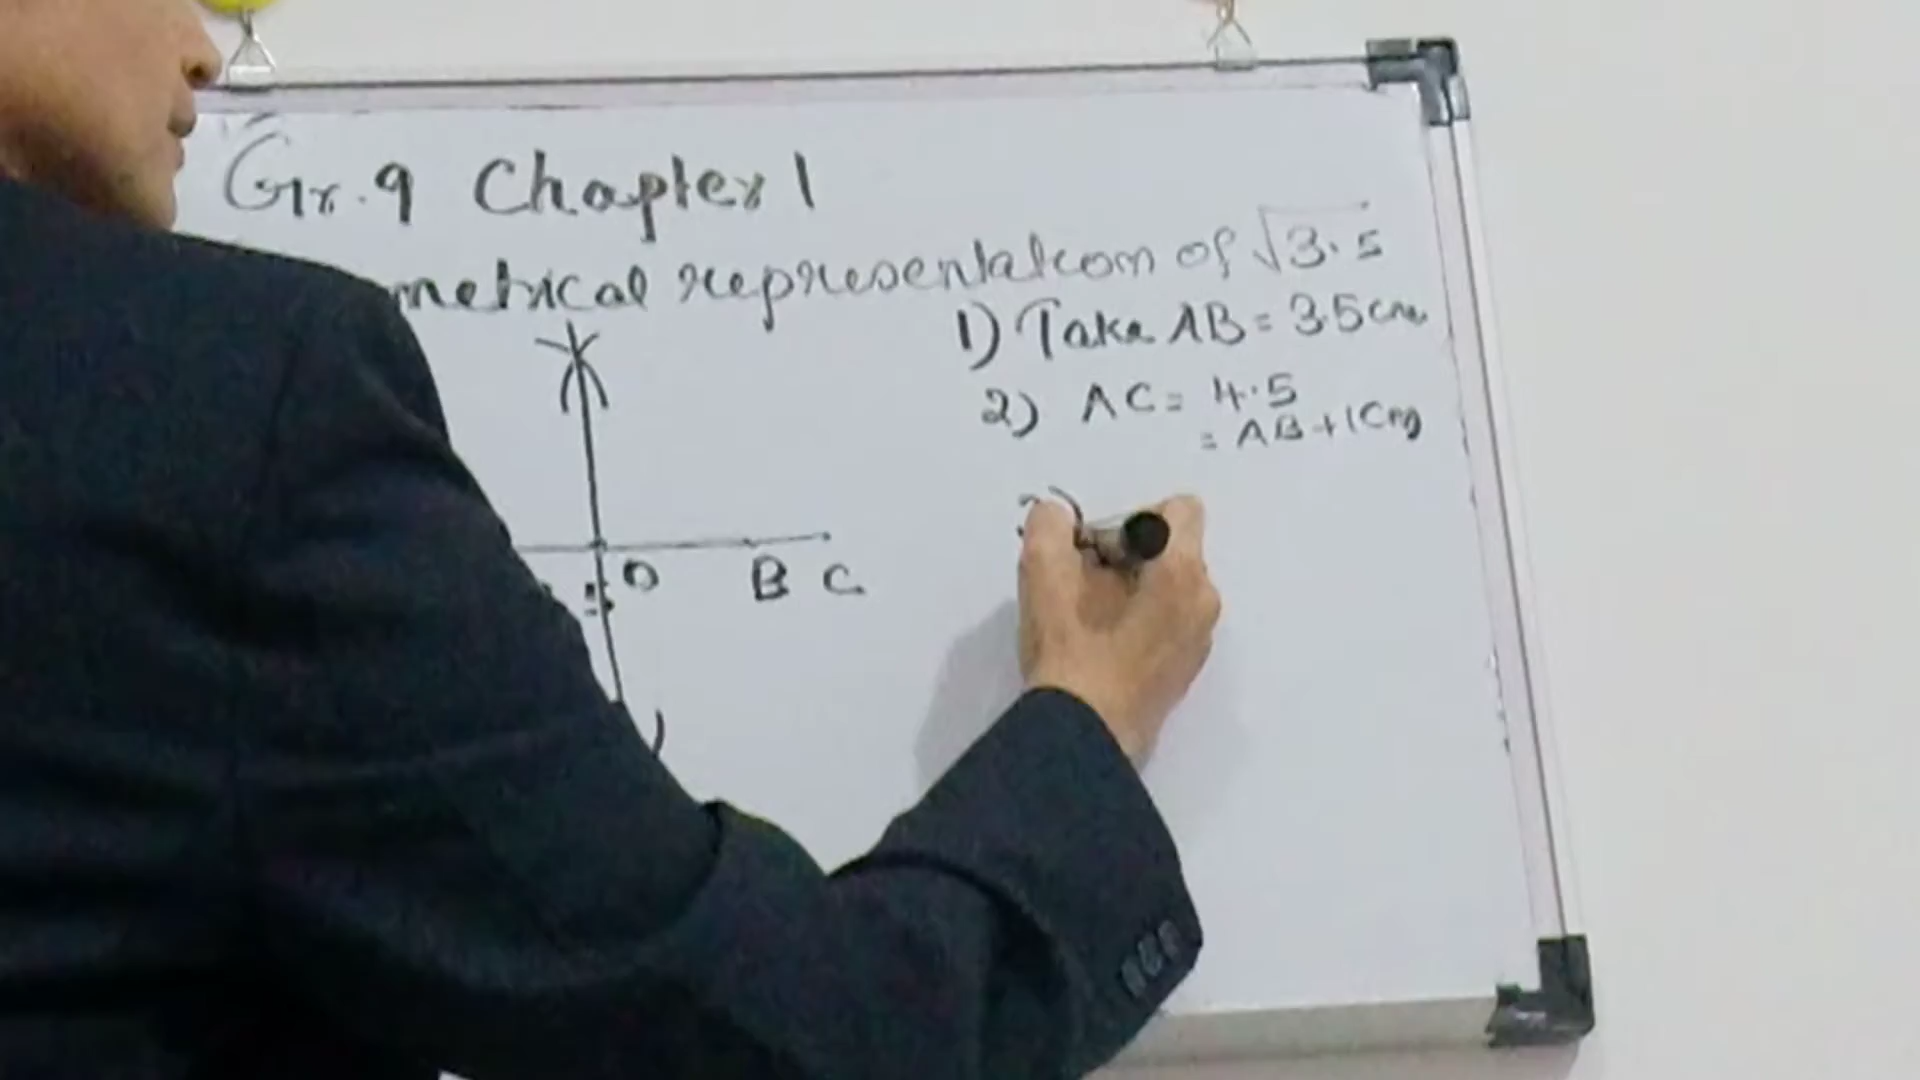 Gr.9 Chapter 1
metrical representation of √3.5
1) Take AB = 3.5cm
2) AC = 4.5
= AB + 1cm
3)
O B C